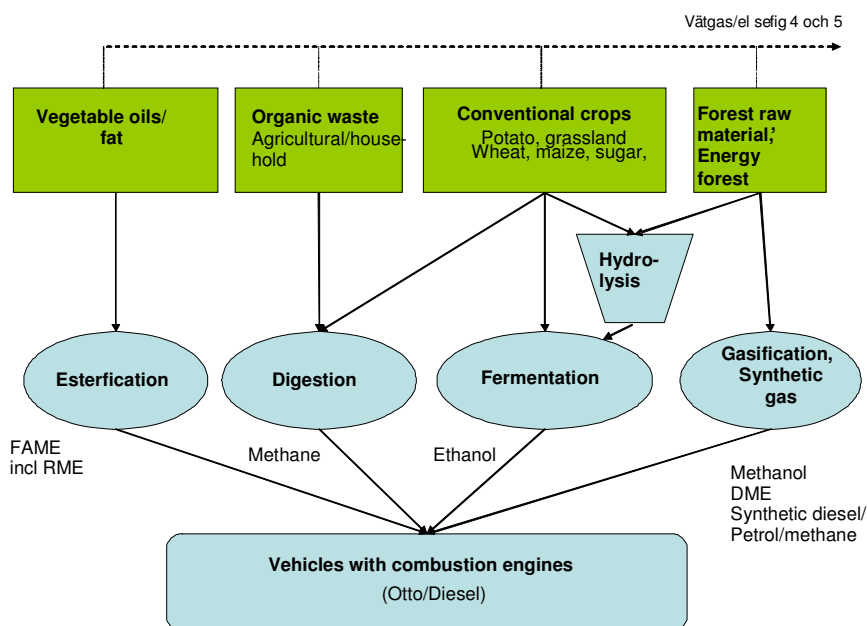 Vätgas/el sefig 4 och 5
Vegetable oils/
fat
Organic waste
Agricultural/house-
hold
Conventional crops
Potato, grassland
Wheat, maize, sugar,
Forest raw
material,’
Energy
forest
Hydro-
lysis
Esterfication
Digestion
Fermentation
Gasification,
Synthetic
gas
FAME
incl RME
Methane
Ethanol
Methanol
DME
Synthetic diesel/
Petrol/methane
Vehicles with combustion engines
(Otto/Diesel)